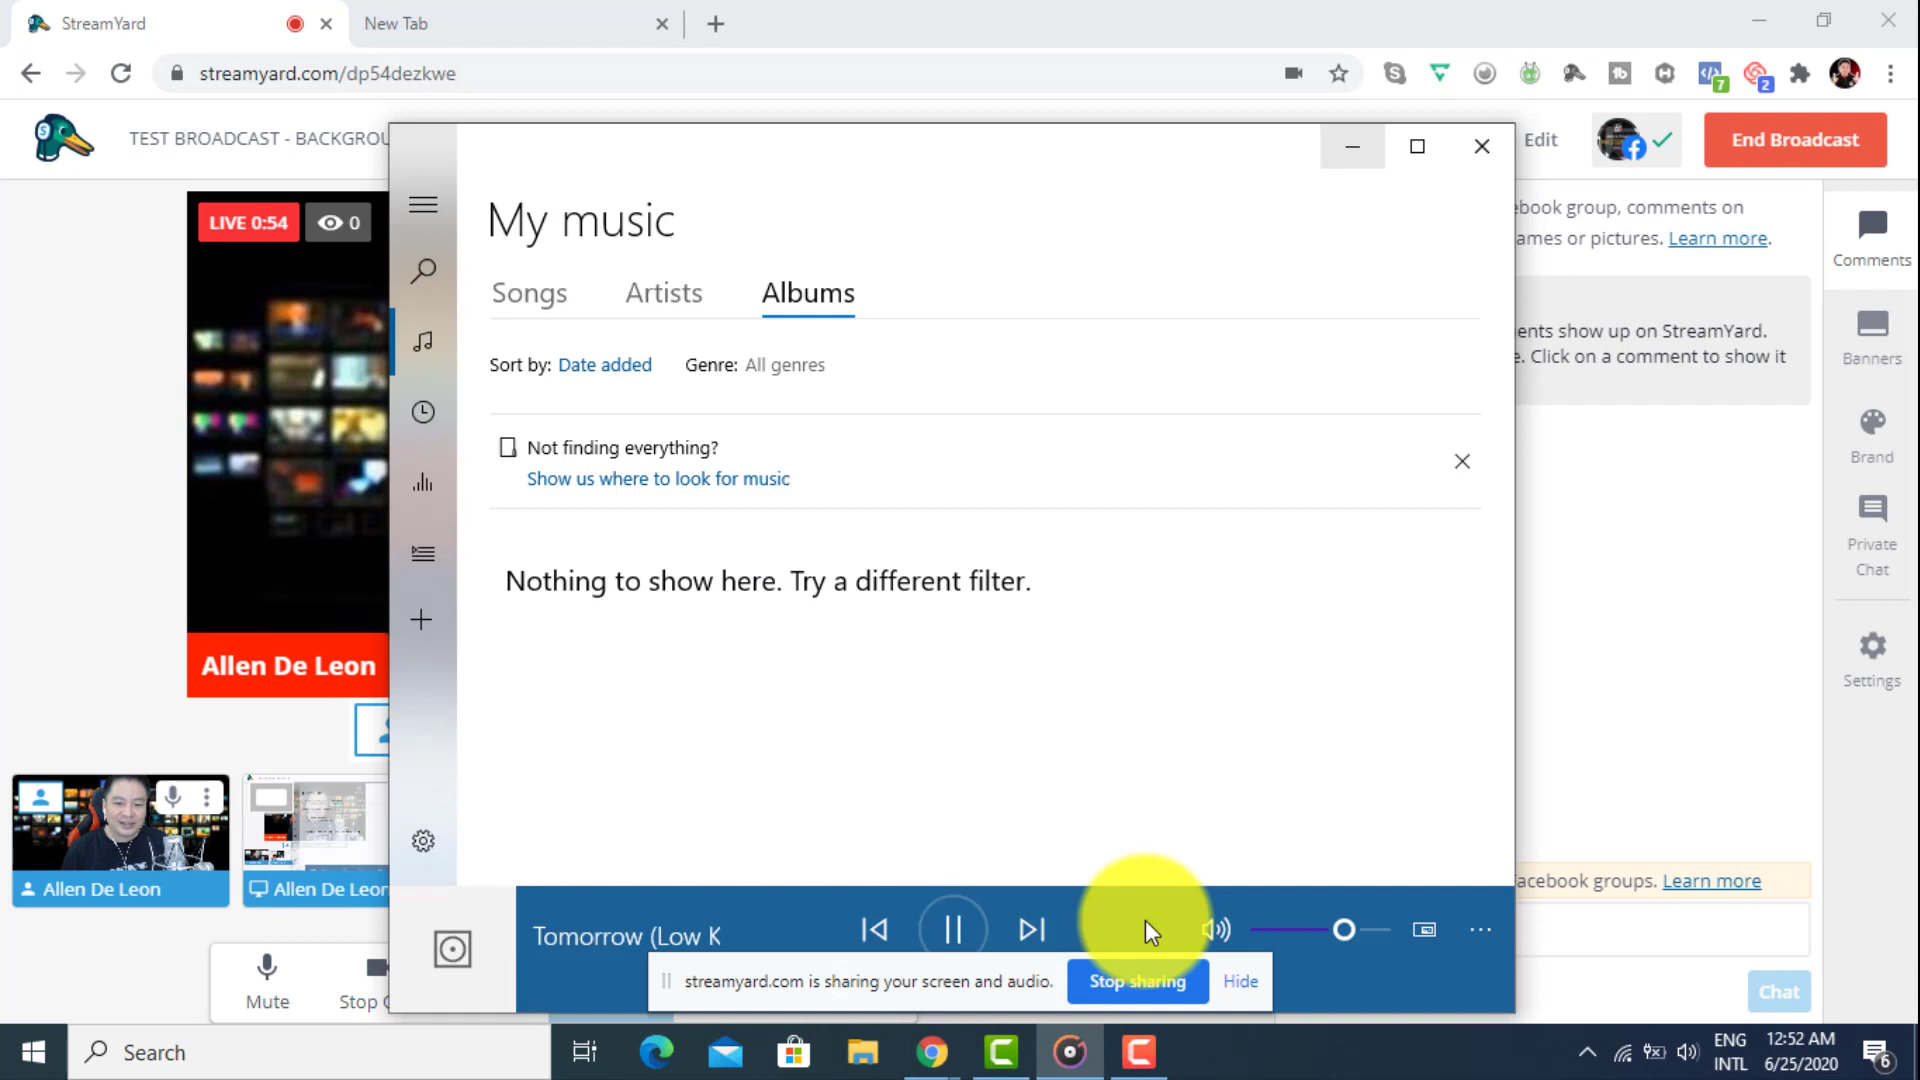 StreamYard
New Tab
streamyard.com/dp54dezkwe
TEST BROADCAST - BACKGROU
Edit
End Broadcast
LIVE 0:54
0
My music
Songs
Artists
Albums
Sort by: Date added
Genre: All genres
Not finding everything?
Show us where to look for music
Nothing to show here. Try a different filter.
Allen De Leon
ebook group, comments on
ames or pictures. Learn more.
ents show up on StreamYard.
e. Click on a comment to show it
Comments
Banners
Brand
Private
Chat
Settings
7
2
Allen De Leon
Allen De Leon
Mute
Stop C
Tomorrow (Low K
streamyard.com is sharing your screen and audio.
Stop sharing
Hide
acebook groups. Learn more
Chat
Search
ENG
INTL
12:52 AM
6/25/2020
6